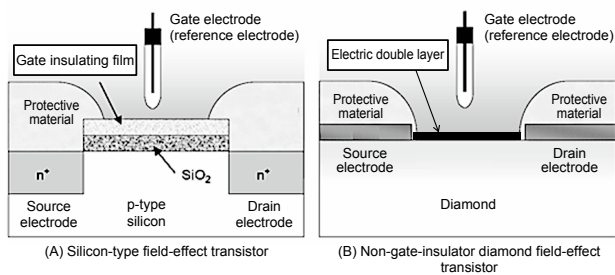 Gate electrode
(reference electrode)
Gate insulating film
Protective
material
n+
SiO2
n+
Source
electrode
p-type
silicon
Drain
electrode
(A) Silicon-type field-effect transistor
Gate electrode
(reference electrode)
Electric double layer
Protective
material
Protective
material
Source
electrode
Drain
electrode
Diamond
(B) Non-gate-insulator diamond field-effect
transistor